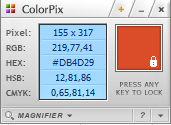 ColorPix
Pixel: 155 x 317
RGB: 219,77,41
HEX: #DB4D29
HSB: 12,81,86
CMYK: 0,65,81,14
PRESS ANY
KEY TO LOCK
MAGNIFIER ?